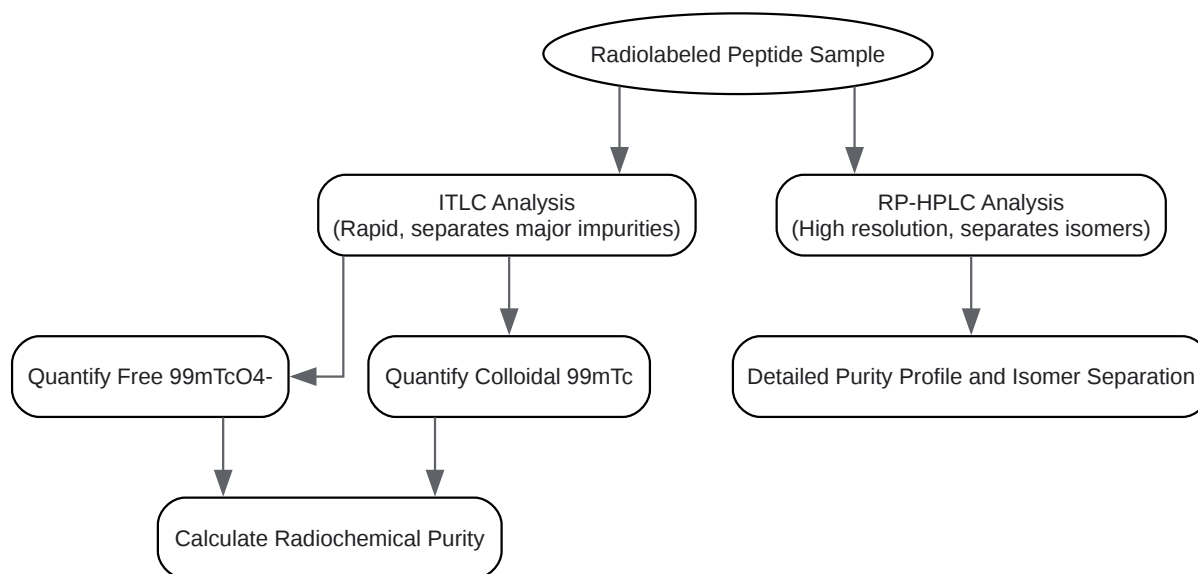 Radiolabeled Peptide Sample
ITLC Analysis
(Rapid, separates major impurities)
RP-HPLC Analysis
(High resolution, separates isomers)
Quantify Free 99mTcO4-
Quantify Colloidal 99mTc
Detailed Purity Profile and Isomer Separation
Calculate Radiochemical Purity